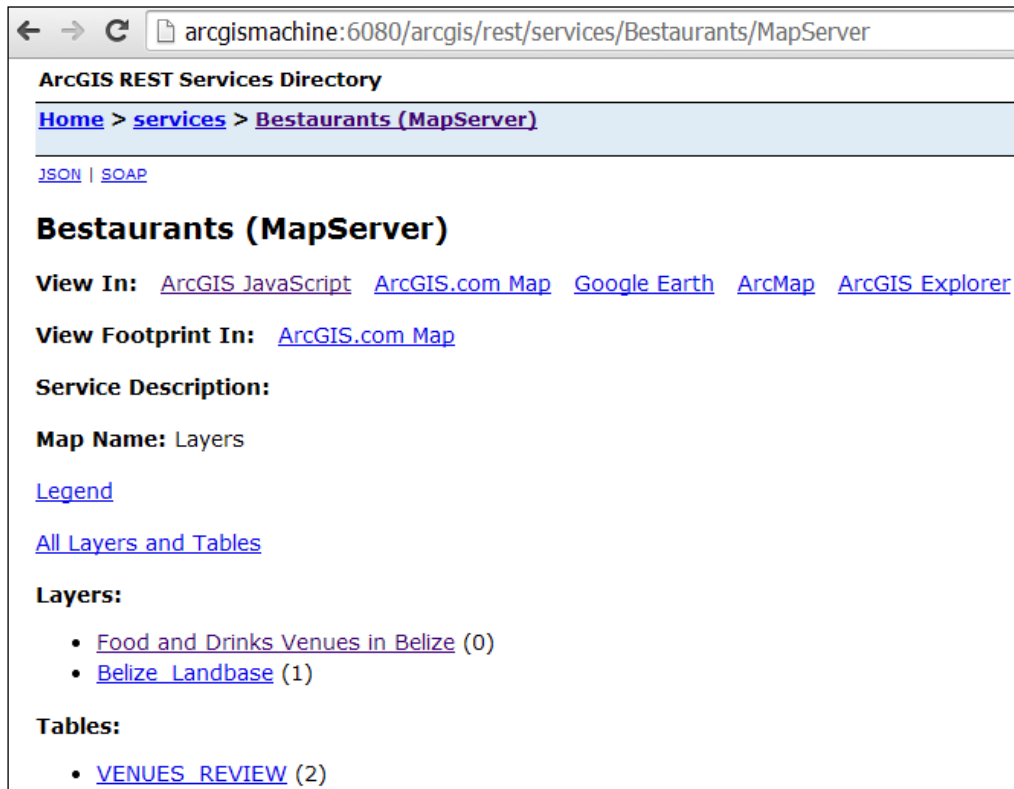 arcgismachine:6080/arcgis/rest/services/Bestaurants/MapServer
ArcGIS REST Services Directory
Home > services > Bestaurants (MapServer)
JSON | SOAP
Bestaurants (MapServer)
View In: ArcGIS JavaScript ArcGIS.com Map Google Earth ArcMap ArcGIS Explorer
View Footprint In: ArcGIS.com Map
Service Description:
Map Name: Layers
Legend
All Layers and Tables
Layers:
• Food and Drinks Venues in Belize (0)
• Belize_Landbase (1)
Tables:
• VENUES_REVIEW (2)